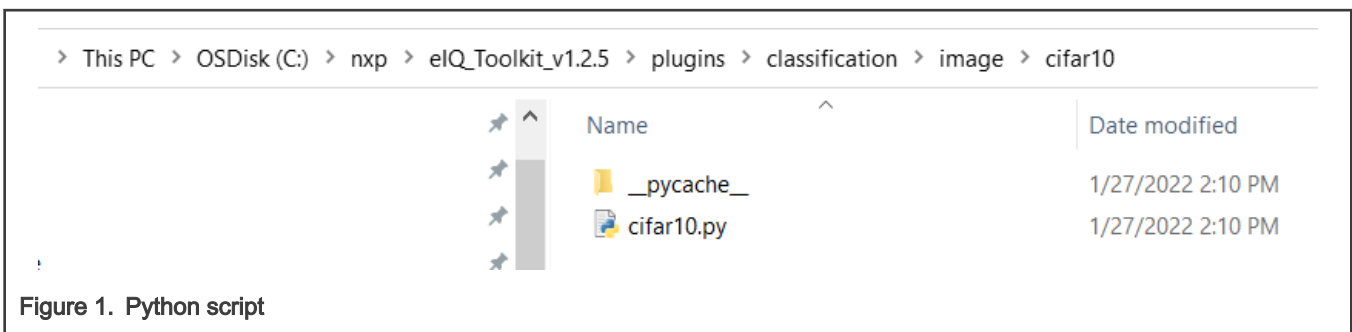 > This PC > OSDisk (C:) > nxp > eIQ_Toolkit_v1.2.5 > plugins > classification > image > cifar10
Name Date modified
__pycache__ 1/27/2022 2:10 PM
cifar10.py 1/27/2022 2:10 PM
Figure 1. Python script